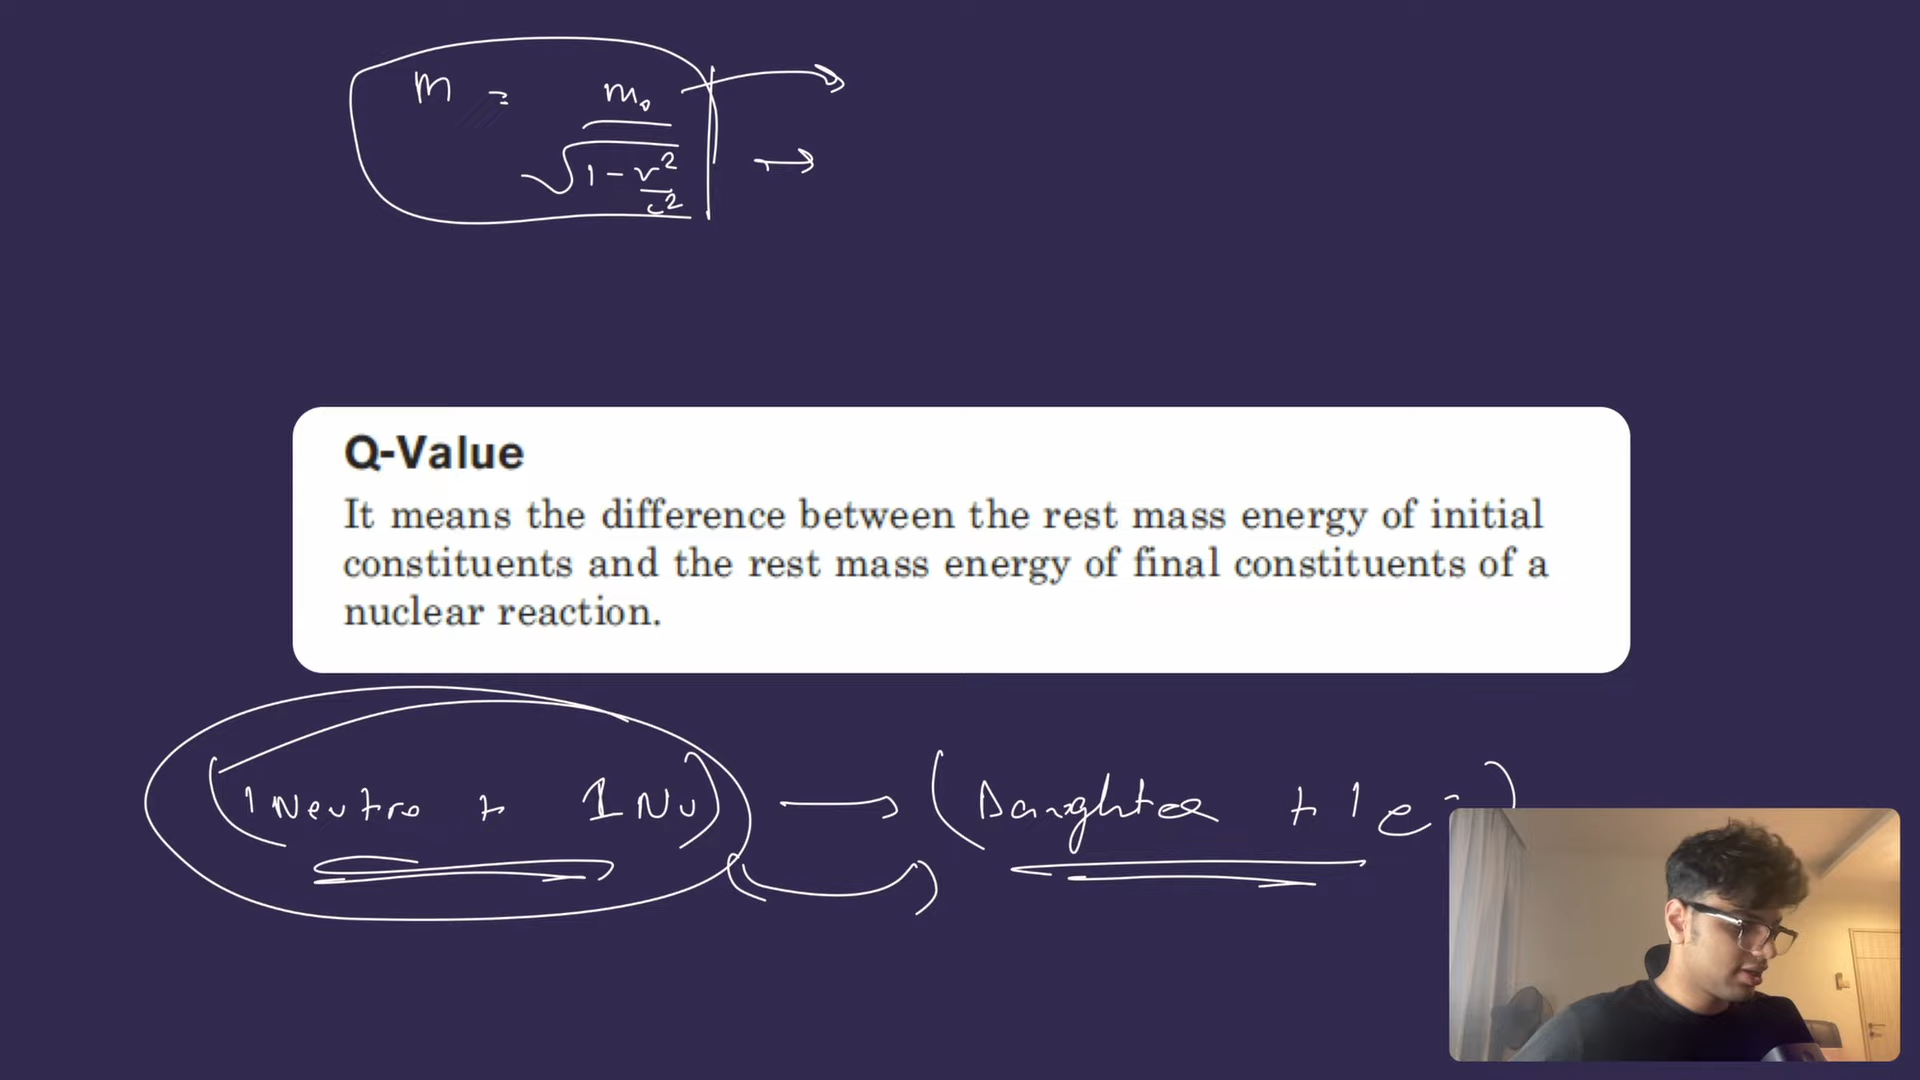 m = m₀ / √(1 - v²/c²)
Q-Value
It means the difference between the rest mass energy of initial
constituents and the rest mass energy of final constituents of a
nuclear reaction.
(1 Neutro + 1 Nu) → (Daughter + 1 e⁻)